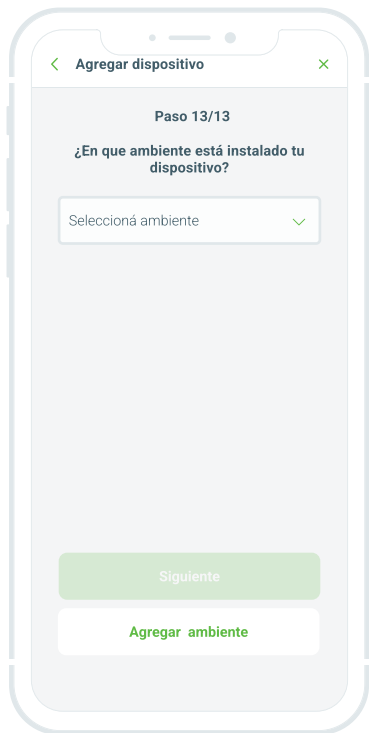 Agregar dispositivo
Paso 13/13
¿En que ambiente está instalado tu
dispositivo?
Seleccioná ambiente
Siguiente
Agregar ambiente